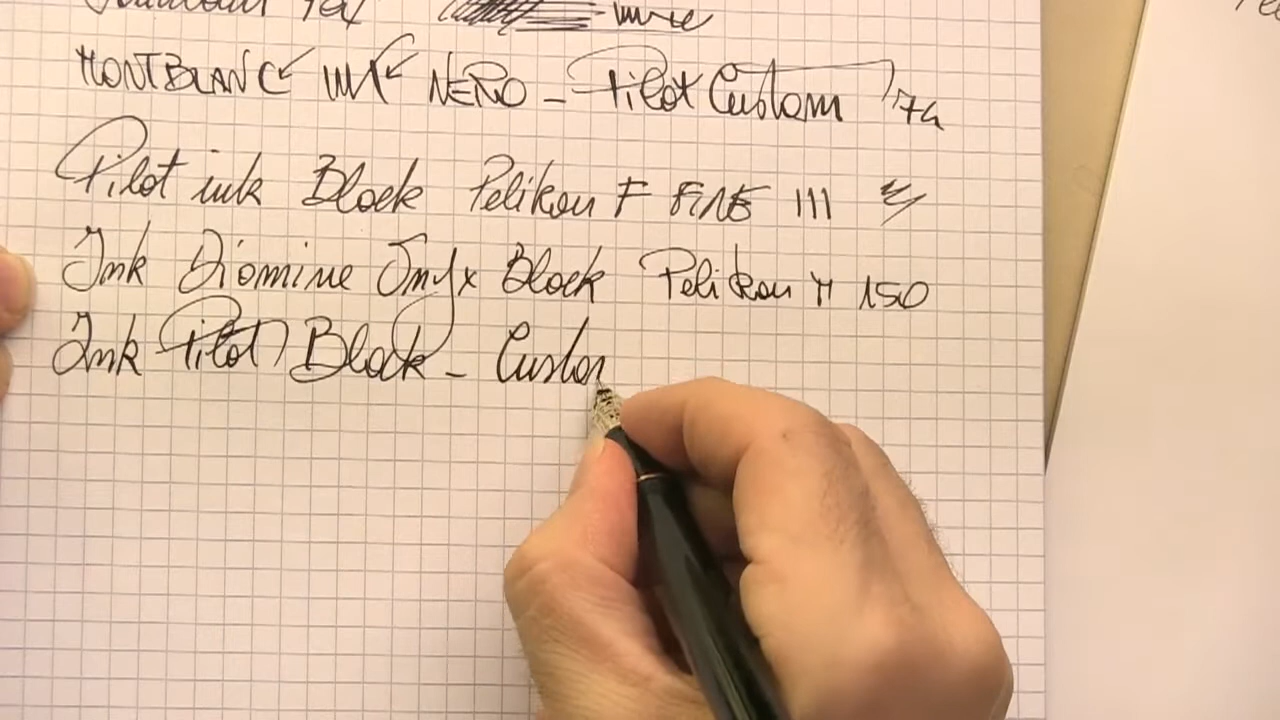 MONTBLANC INK NERO - Pilot Custom 74
Pilot ink Black Pelikan F FINE III
Ink Diamine Onyx Black Pelikan M 150
Ink Pilot Black - Custom